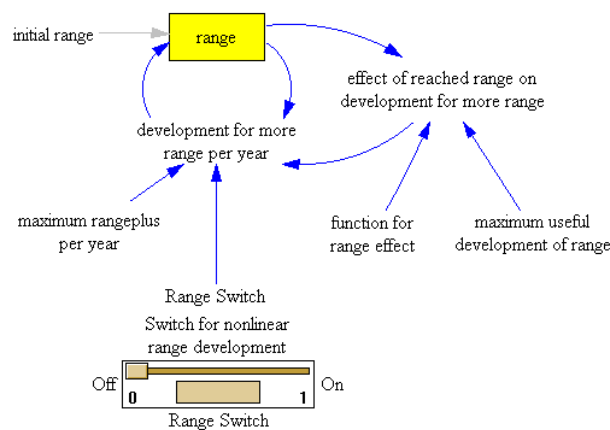 initial range
range
effect of reached range on
development for more range
development for more
range per year
maximum rangeplus
per year
function for
range effect
maximum useful
development of range
Range Switch
Switch for nonlinear
range development
Off
0
1
On
Range Switch